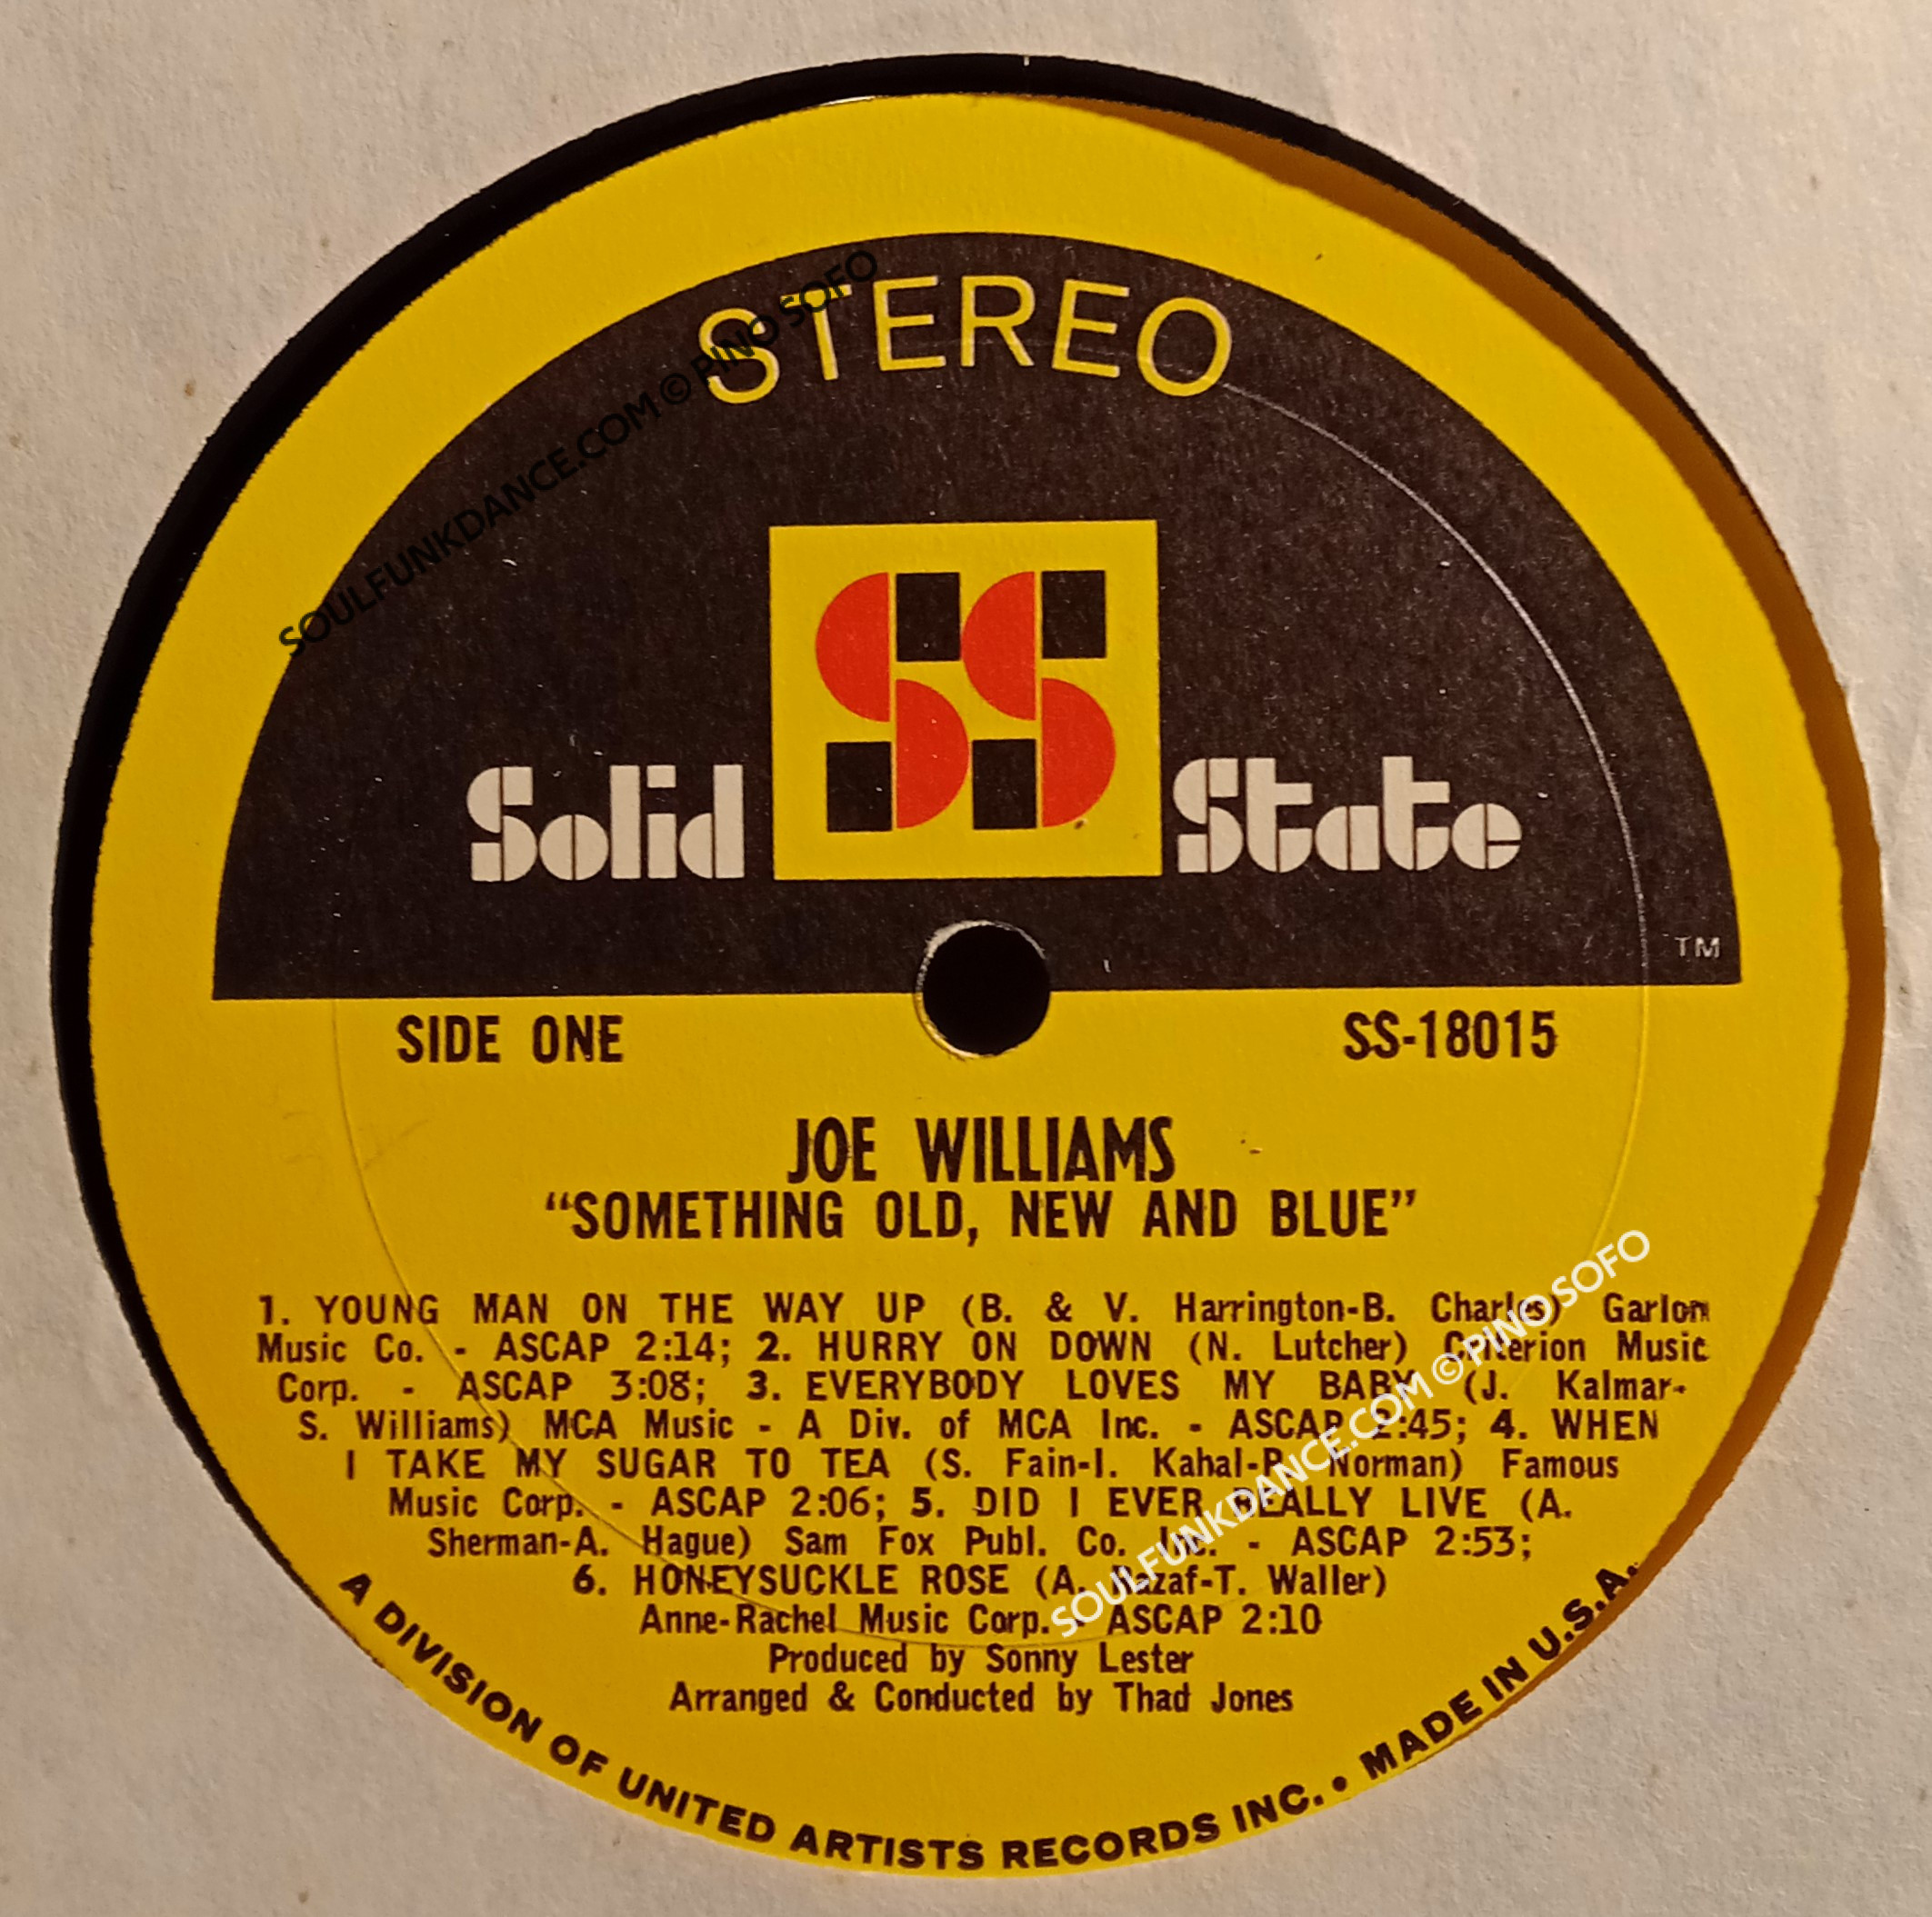 STEREO
SOULFUNKDANCE.COM © PINO SOFO
Solid SS State
TM
SIDE ONE SS-18015
JOE WILLIAMS
“SOMETHING OLD, NEW AND BLUE”
1. YOUNG MAN ON THE WAY UP (B. & V. Harrington-B. Charles) Garlon
Music Co. - ASCAP 2:14; 2. HURRY ON DOWN (N. Lutcher) Criterion Music
Corp. - ASCAP 3:08; 3. EVERYBODY LOVES MY BABY (J. Kalmar-
S. Williams) MCA Music - A Div. of MCA Inc. - ASCAP 2:45; 4. WHEN
I TAKE MY SUGAR TO TEA (S. Fain-I. Kahal-P. Norman) Famous
Music Corp. - ASCAP 2:06; 5. DID I EVER REALLY LIVE (A.
Sherman-A. Hague) Sam Fox Publ. Co. Inc. - ASCAP 2:53;
6. HONEYSUCKLE ROSE (A. Razaf-T. Waller)
Anne-Rachel Music Corp. - ASCAP 2:10
Produced by Sonny Lester
Arranged & Conducted by Thad Jones
SOULFUNKDANCE.COM © PINO SOFO
A DIVISION OF UNITED ARTISTS RECORDS INC. • MADE IN U.S.A.